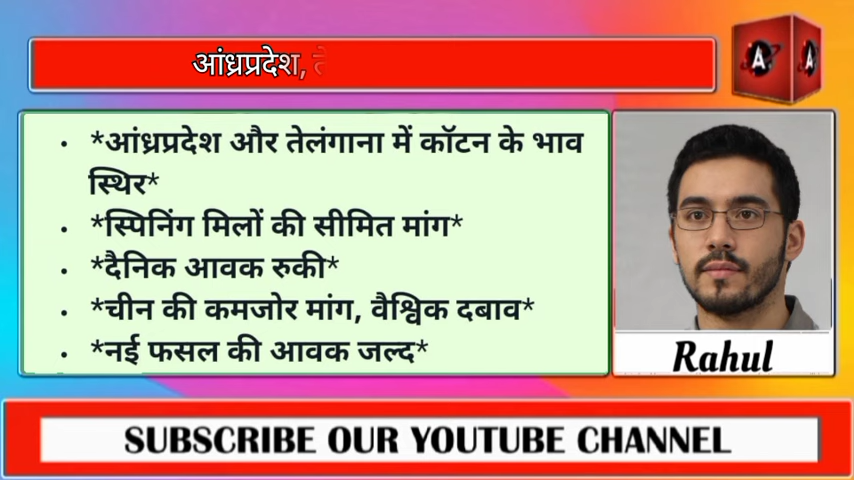 आंध्रप्रदेश, ते
• *आंध्रप्रदेश और तेलंगाना में कॉटन के भाव
स्थिर*
• *स्पिनिंग मिलों की सीमित मांग*
• *दैनिक आवक रुकी*
• *चीन की कमजोर मांग, वैश्विक दबाव*
• *नई फसल की आवक जल्द*
A
A
Rahul
SUBSCRIBE OUR YOUTUBE CHANNEL